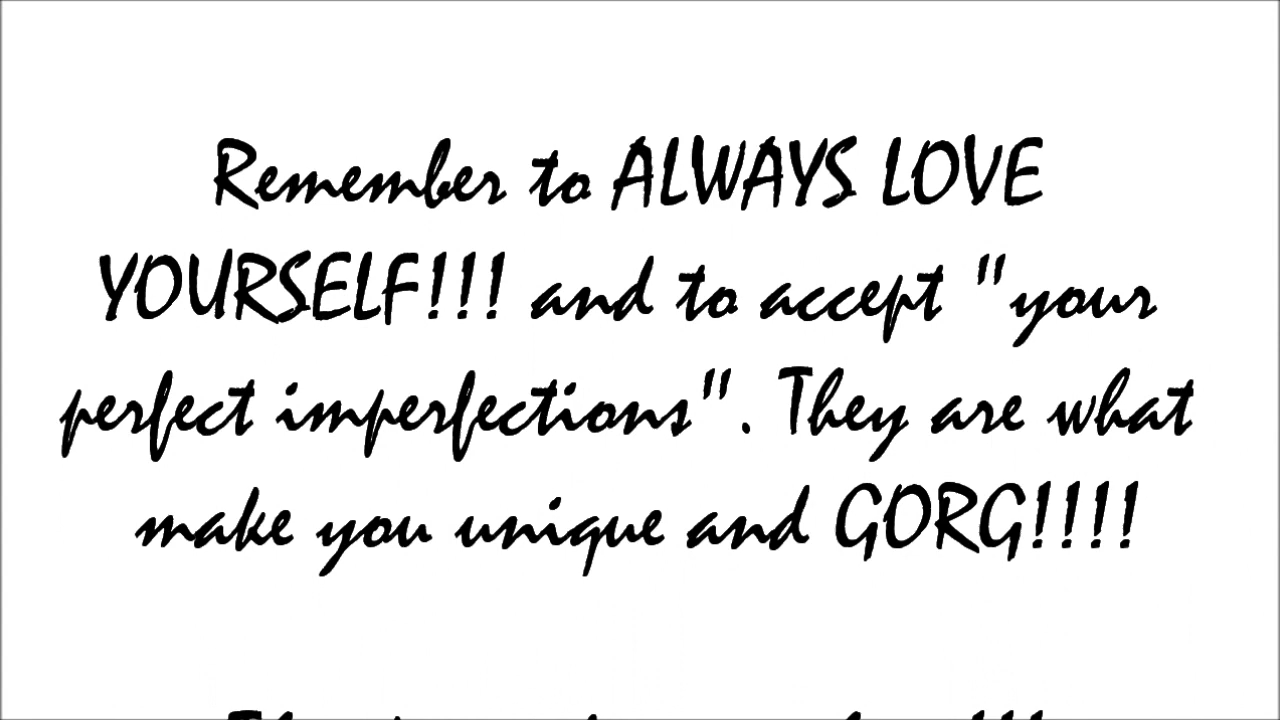 Remember to ALWAYS LOVE
YOURSELF!!! and to accept "your
perfect imperfections". They are what
make you unique and GORG!!!!